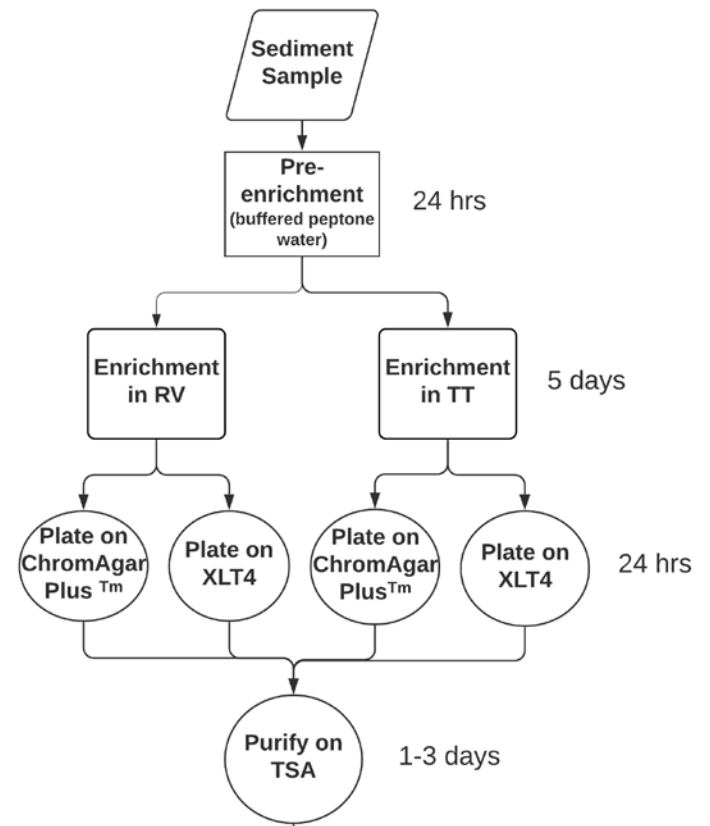 Sediment
Sample
Pre-
enrichment
(buffered peptone
water)
24 hrs
Enrichment
in RV
Enrichment
in TT
5 days
Plate on
ChromAgar
Plus ™
Plate on
XLT4
Plate on
ChromAgar
Plus™
Plate on
XLT4
24 hrs
Purify on
TSA
1-3 days